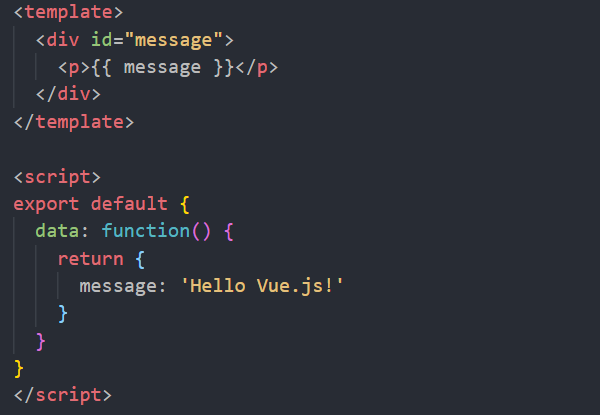 <template>
  <div id="message">
    <p>{{ message }}</p>
  </div>
</template>

<script>
export default {
  data: function() {
    return {
      message: 'Hello Vue.js!'
    }
  }
}
</script>